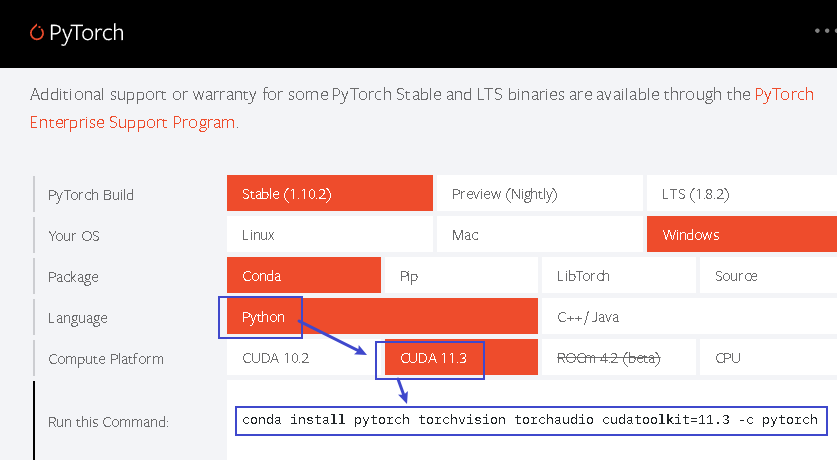 PyTorch
Additional support or warranty for some PyTorch Stable and LTS binaries are available through the PyTorch
Enterprise Support Program.
PyTorch Build Stable (1.10.2) Preview (Nightly) LTS (1.8.2)
Your OS Linux Mac Windows
Package Conda Pip LibTorch Source
Language Python C++ / Java
Compute Platform CUDA 10.2 CUDA 11.3 ROCm 4.2 (beta) CPU
Run this Command: conda install pytorch torchvision torchaudio cudatoolkit=11.3 -c pytorch